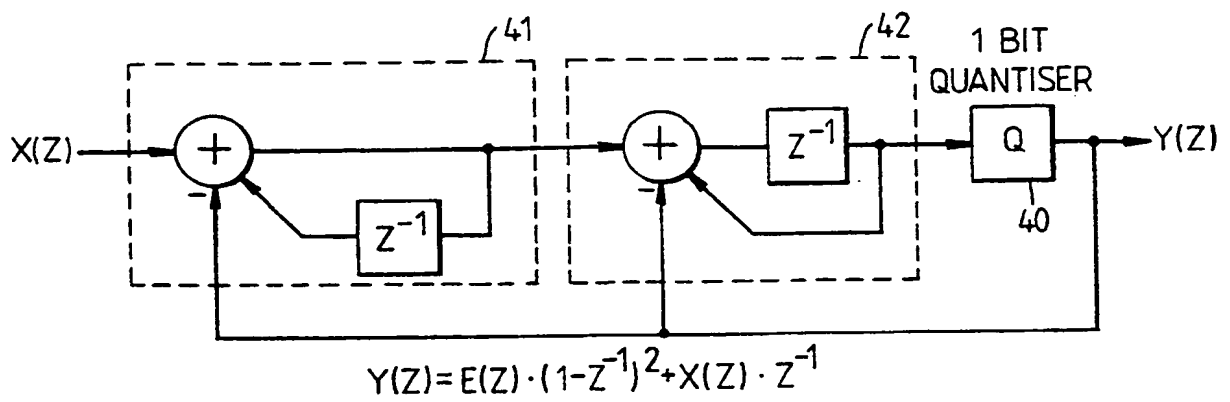 41
42
1 BIT
QUANTISER
X(Z)
+
-
Z⁻¹
+
-
Z⁻¹
Q
40
Y(Z)
Y(Z)=E(Z)·(1-Z⁻¹)²+X(Z)·Z⁻¹